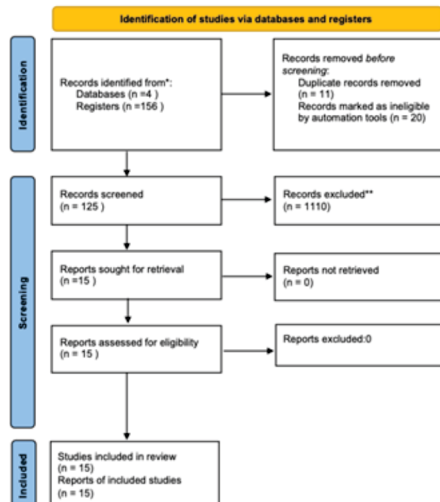 Identification of studies via databases and registers
Identification
Records identified from*:
Databases (n =4 )
Registers (n =156 )
Records removed before
screening:
Duplicate records removed
(n = 11)
Records marked as ineligible
by automation tools (n = 20)
Screening
Records screened
(n = 125 )
Records excluded**
(n = 1110)
Reports sought for retrieval
(n =15 )
Reports not retrieved
(n = 0)
Reports assessed for eligibility
(n = 15 )
Reports excluded:0
Included
Studies included in review
(n = 15)
Reports of included studies
(n = 15)